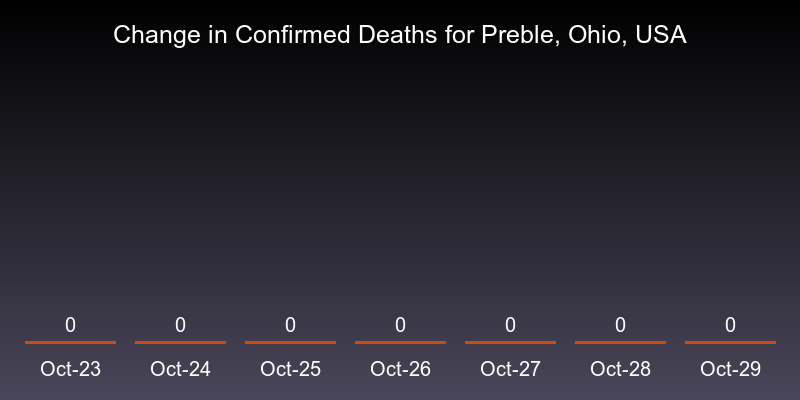 Change in Confirmed Deaths for Preble, Ohio, USA
0 0 0 0 0 0 0
Oct-23 Oct-24 Oct-25 Oct-26 Oct-27 Oct-28 Oct-29